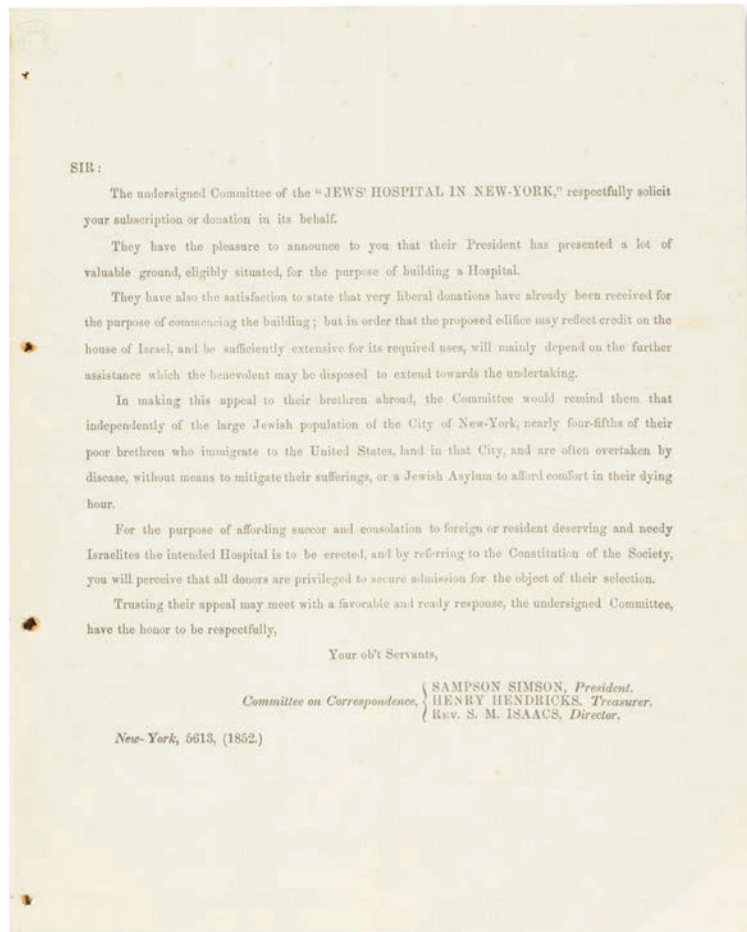 SIR:
The undersigned Committee of the "JEWS' HOSPITAL IN NEW-YORK," respectfully solicit
your subscription or donation in its behalf.
They have the pleasure to announce to you that their President has presented a lot of
valuable ground, eligibly situated, for the purpose of building a Hospital.
They have also the satisfaction to state that very liberal donations have already been received for
the purpose of commencing the building; but in order that the proposed edifice may reflect credit on the
house of Israel, and be sufficiently extensive for its required uses, will mainly depend on the further
assistance which the benevolent may be disposed to extend towards the undertaking.
In making this appeal to their brethren abroad, the Committee would remind them that
independently of the large Jewish population of the City of New-York, nearly four-fifths of their
poor brethren who immigrate to the United States, land in that City, and are often overtaken by
disease, without means to mitigate their sufferings, or a Jewish Asylum to afford comfort in their dying
hour.
For the purpose of affording succor and consolation to foreign or resident deserving and needy
Israelites the intended Hospital is to be erected, and by referring to the Constitution of the Society,
you will perceive that all donors are privileged to secure admission for the object of their selection.
Trusting their appeal may meet with a favorable and ready response, the undersigned Committee,
have the honor to be respectfully,
Your ob't Servants,
SAMPSON SIMSON, President.
Committee on Correspondence, HENRY HENDRICKS. Treasurer.
REV. S. M. ISAACS, Director.
New-York, 5613, (1852.)